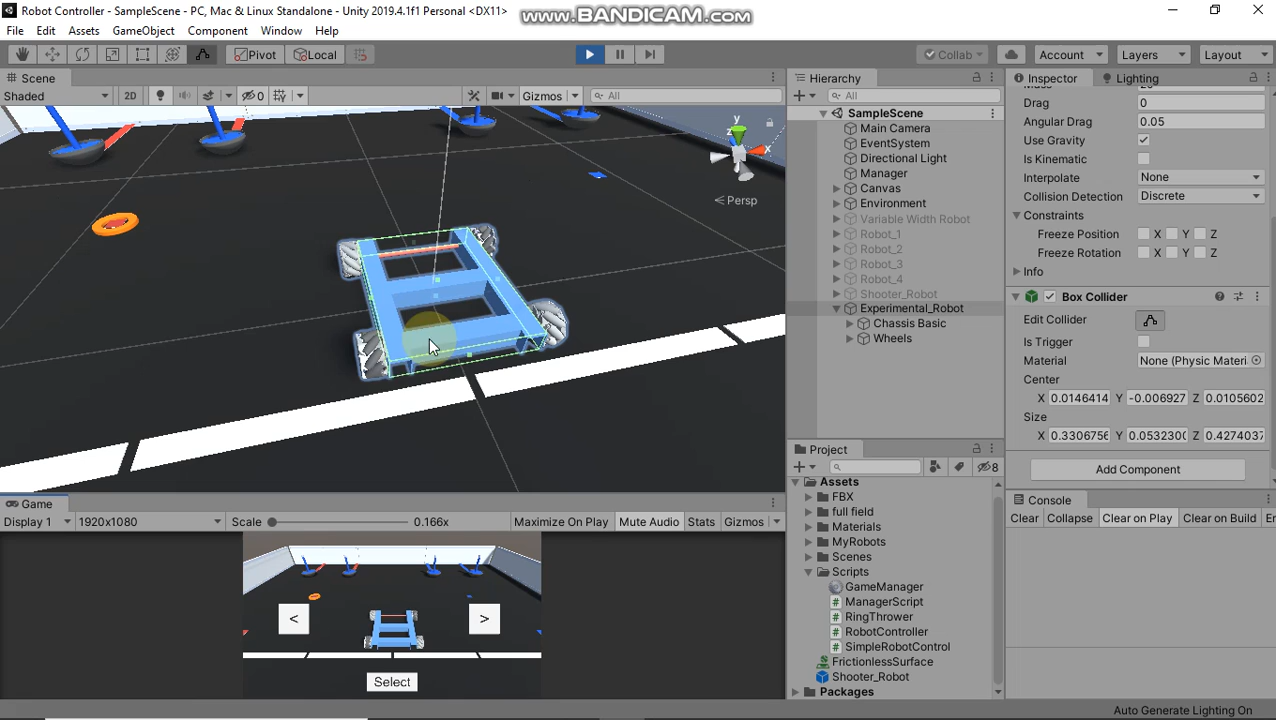 Robot Controller - SampleScene - PC, Mac & Linux Standalone - Unity 2019.4.1f1 Personal <DX11>
www.BANDICAM.com
File Edit Assets GameObject Component Window Help
Pivot Local Collab Account Layers Layout
Scene
Shaded 2D 0 Gizmos All
y
z
x
Persp
Game
Display 1 1920x1080 Scale 0.166x Maximize On Play Mute Audio Stats Gizmos
<
>
Select
Hierarchy
All
SampleScene
Main Camera
EventSystem
Directional Light
Manager
Canvas
Environment
Variable Width Robot
Robot_1
Robot_2
Robot_3
Robot_4
Shooter_Robot
Experimental_Robot
Chassis Basic
Wheels
Project
8
Assets
FBX
full field
Materials
MyRobots
Scenes
Scripts
GameManager
ManagerScript
RingThrower
RobotController
SimpleRobotControl
FrictionlessSurface
Shooter_Robot
Packages
Inspector Lighting
Drag 0
Angular Drag 0.05
Use Gravity
Is Kinematic
Interpolate None
Collision Detection Discrete
Constraints
Freeze Position X Y Z
Freeze Rotation X Y Z
Info
Box Collider
Edit Collider
Is Trigger
Material None (Physic Materi
Center
X 0.0146414 Y -0.006927 Z 0.0105602
Size
X 0.3306756 Y 0.0532300 Z 0.4274037
Add Component
Console
Clear Collapse Clear on Play Clear on Build Er
Auto Generate Lighting On